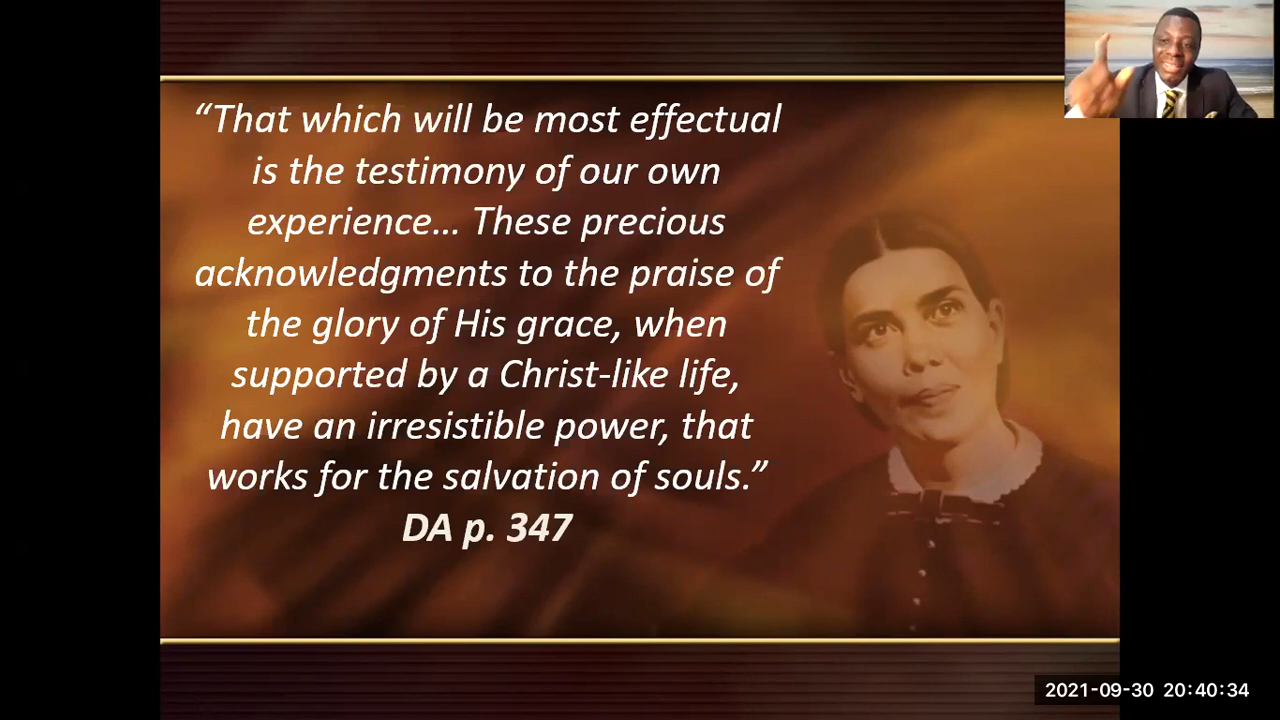 “That which will be most effectual
is the testimony of our own
experience… These precious
acknowledgments to the praise of
the glory of His grace, when
supported by a Christ-like life,
have an irresistible power, that
works for the salvation of souls.”
DA p. 347
2021-09-30 20:40:34